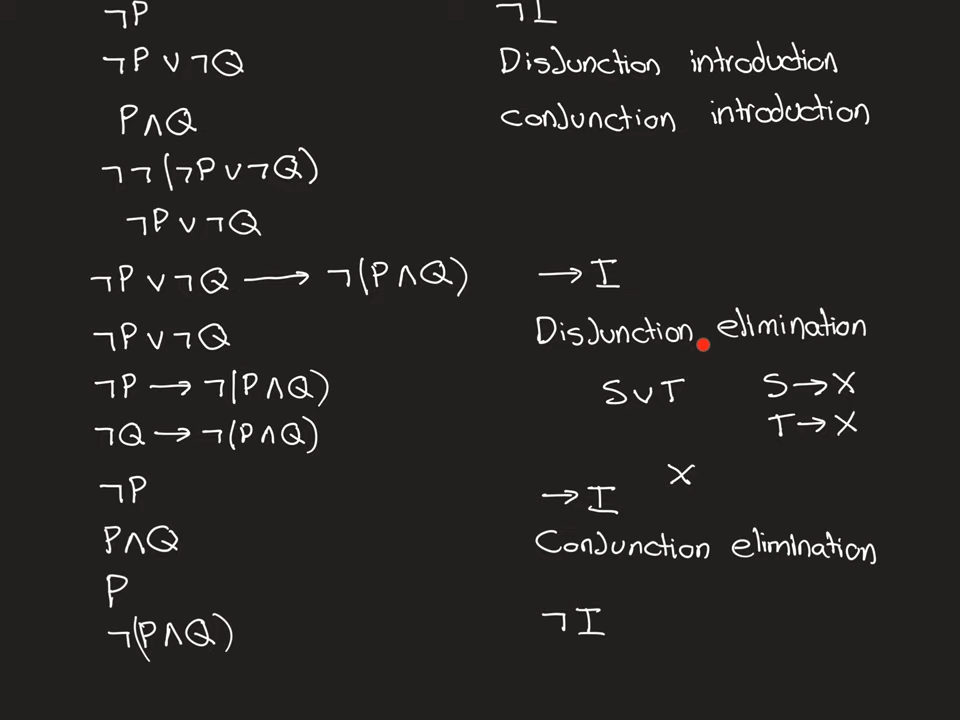 ¬P ¬I
¬P ∨ ¬Q Disjunction introduction
P∧Q conjunction introduction
¬¬(¬P ∨ ¬Q)
¬P ∨ ¬Q
¬P ∨ ¬Q → ¬(P ∧ Q) → I
¬P ∨ ¬Q Disjunction elimination
¬P → ¬(P ∧ Q) S ∨ T S → X
¬Q → ¬(P ∧ Q) T → X
¬P → I X
P∧Q Conjunction elimination
P
¬(P ∧ Q) ¬I